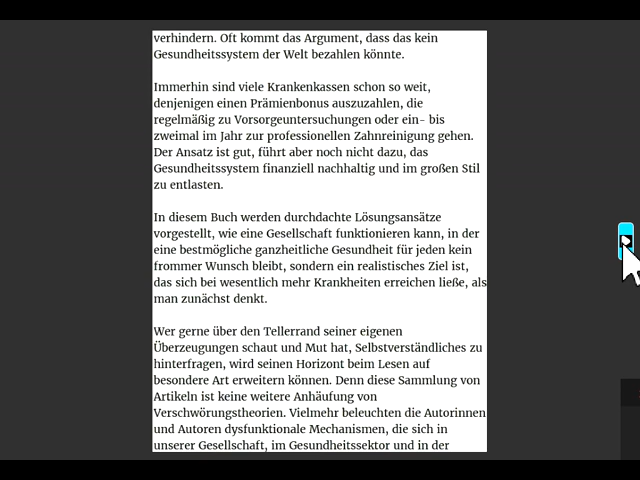 verhindern. Oft kommt das Argument, dass das kein
Gesundheitssystem der Welt bezahlen könnte.
Immerhin sind viele Krankenkassen schon so weit,
denjenigen einen Prämienbonus auszuzahlen, die
regelmäßig zu Vorsorgeuntersuchungen oder ein- bis
zweimal im Jahr zur professionellen Zahnreinigung gehen.
Der Ansatz ist gut, führt aber noch nicht dazu, das
Gesundheitssystem finanziell nachhaltig und im großen Stil
zu entlasten.
In diesem Buch werden durchdachte Lösungsansätze
vorgestellt, wie eine Gesellschaft funktionieren kann, in der
eine bestmögliche ganzheitliche Gesundheit für jeden kein
frommer Wunsch bleibt, sondern ein realistisches Ziel ist,
das sich bei wesentlich mehr Krankheiten erreichen ließe, als
man zunächst denkt.
Wer gerne über den Tellerrand seiner eigenen
Überzeugungen schaut und Mut hat, Selbstverständliches zu
hinterfragen, wird seinen Horizont beim Lesen auf
besondere Art erweitern können. Denn diese Sammlung von
Artikeln ist keine weitere Anhäufung von
Verschwörungstheorien. Vielmehr beleuchten die Autorinnen
und Autoren dysfunktionale Mechanismen, die sich in
unserer Gesellschaft, im Gesundheitssektor und in der